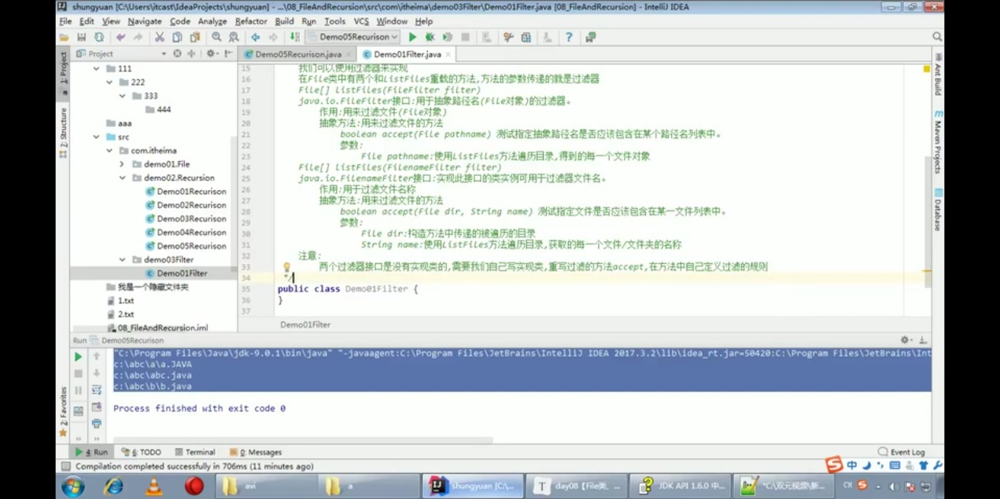 shungyuan [C:\Users\itcast\IdeaProjects\shungyuan] - ...\08_FileAndRecursion\src\com\itheima\demo03Filter\Demo01Filter.java [08_FileAndRecursion] - IntelliJ IDEA
File Edit View Navigate Code Analyze Refactor Build Run Tools VCS Window Help
Demo05Recurison
Project
Demo05Recurison.java
Demo01Filter.java
1: Project
7: Structure
2: Favorites
Ant Build
Maven Projects
Database
111
222
333
444
aaa
src
com.itheima
demo01.File
demo02.Recursion
Demo01Recurison
Demo02Recurison
Demo03Recurison
Demo04Recurison
Demo05Recurison
demo03Filter
Demo01Filter
我是一个隐藏文件夹
1.txt
2.txt
08_FileAndRecursion.iml
15 我们可以使用过滤器来实现
16 在File类中有两个和ListFiles重载的方法,方法的参数传递的就是过滤器
17 File[] listFiles(FileFilter filter)
18 java.io.FileFilter接口:用于抽象路径名(File对象)的过滤器。
19 作用:用来过滤文件(File对象)
20 抽象方法:用来过滤文件的方法
21 boolean accept(File pathname) 测试指定抽象路径名是否应该包含在某个路径名列表中。
22 参数:
23 File pathname:使用ListFiles方法遍历目录,得到的每一个文件对象
24 File[] listFiles(FilenameFilter filter)
25 java.io.FilenameFilter接口:实现此接口的类实例可用于过滤器文件名。
26 作用:用于过滤文件名称
27 抽象方法:用来过滤文件的方法
28 boolean accept(File dir, String name) 测试指定文件是否应该包含在某一文件列表中。
29 参数:
30 File dir:构造方法中传递的被遍历的目录
31 String name:使用ListFiles方法遍历目录,获取的每一个文件/文件夹的名称
32 注意:
33 两个过滤器接口是没有实现类的,需要我们自己写实现类,重写过滤的方法accept,在方法中自己定义过滤的规则
34 */
35 public class Demo01Filter {
36 }
37
Demo01Filter
Run Demo05Recurison
"C:\Program Files\Java\jdk-9.0.1\bin\java" "-javaagent:C:\Program Files\JetBrains\IntelliJ IDEA 2017.3.2\lib\idea_rt.jar=50420:C:\Program Files\JetBrains\Int
c:\abc\a\a.JAVA
c:\abc\abc.java
c:\abc\b\b.java
Process finished with exit code 0
4: Run 6: TODO Terminal 0: Messages Event Log
Compilation completed successfully in 706ms (11 minutes ago)
中
avi
a
shungyuan [C:\...
day08【File类...
JDK API 1.6.0 中...
*C:\双元视频\新...
CH